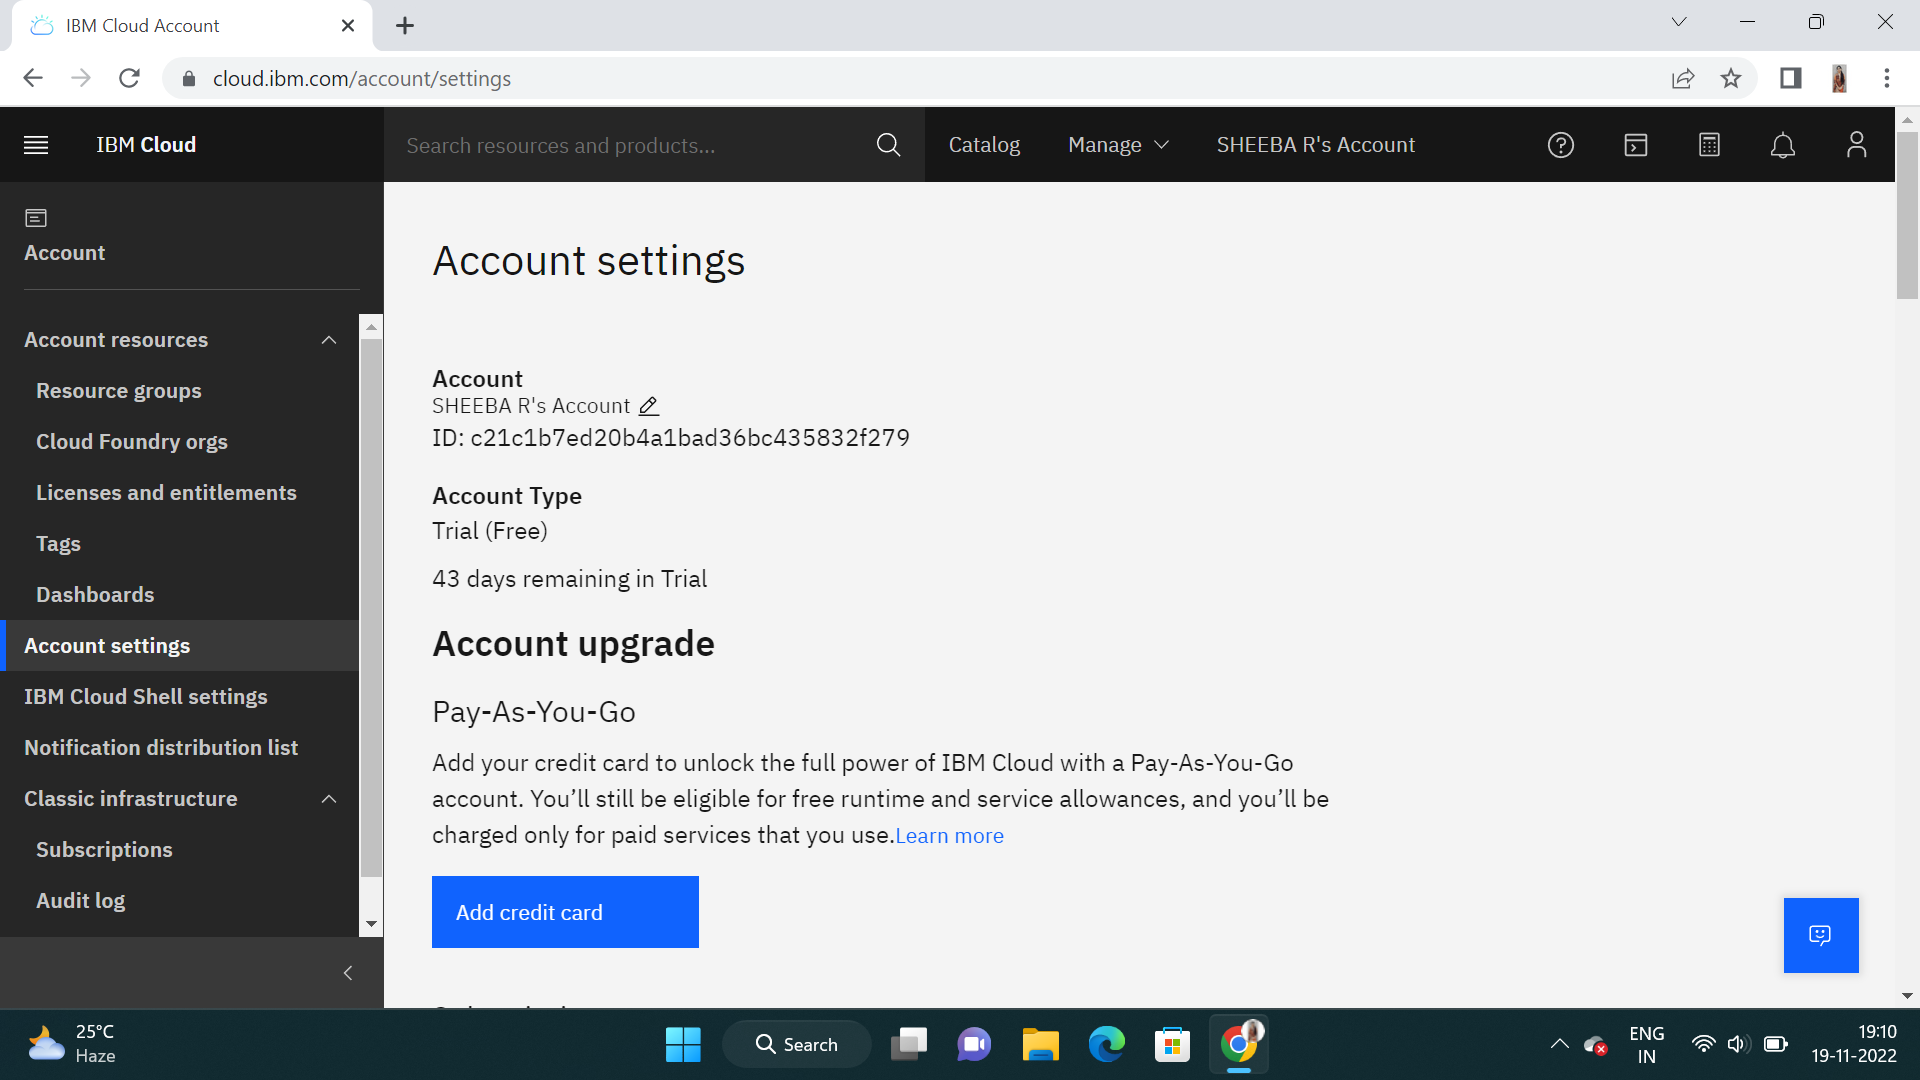 IBM Cloud Account
cloud.ibm.com/account/settings
IBM Cloud
Search resources and products...
Catalog
Manage
SHEEBA R's Account
Account
Account resources
Resource groups
Cloud Foundry orgs
Licenses and entitlements
Tags
Dashboards
Account settings
IBM Cloud Shell settings
Notification distribution list
Classic infrastructure
Subscriptions
Audit log
Account settings
Account
SHEEBA R's Account
ID: c21c1b7ed20b4a1bad36bc435832f279
Account Type
Trial (Free)
43 days remaining in Trial
Account upgrade
Pay-As-You-Go
Add your credit card to unlock the full power of IBM Cloud with a Pay-As-You-Go
account. You’ll still be eligible for free runtime and service allowances, and you’ll be
charged only for paid services that you use.Learn more
Add credit card
25°C
Haze
Search
ENG
IN
19:10
19-11-2022